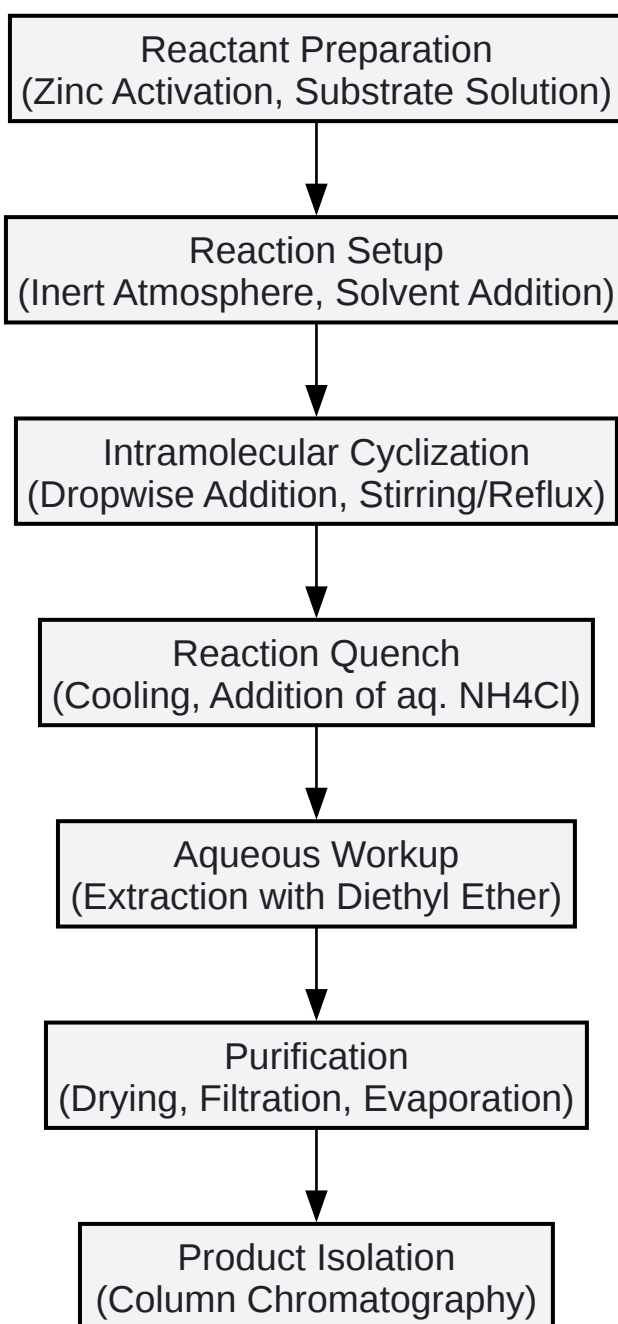 Reactant Preparation
(Zinc Activation, Substrate Solution)
Reaction Setup
(Inert Atmosphere, Solvent Addition)
Intramolecular Cyclization
(Dropwise Addition, Stirring/Reflux)
Reaction Quench
(Cooling, Addition of aq. NH4Cl)
Aqueous Workup
(Extraction with Diethyl Ether)
Purification
(Drying, Filtration, Evaporation)
Product Isolation
(Column Chromatography)